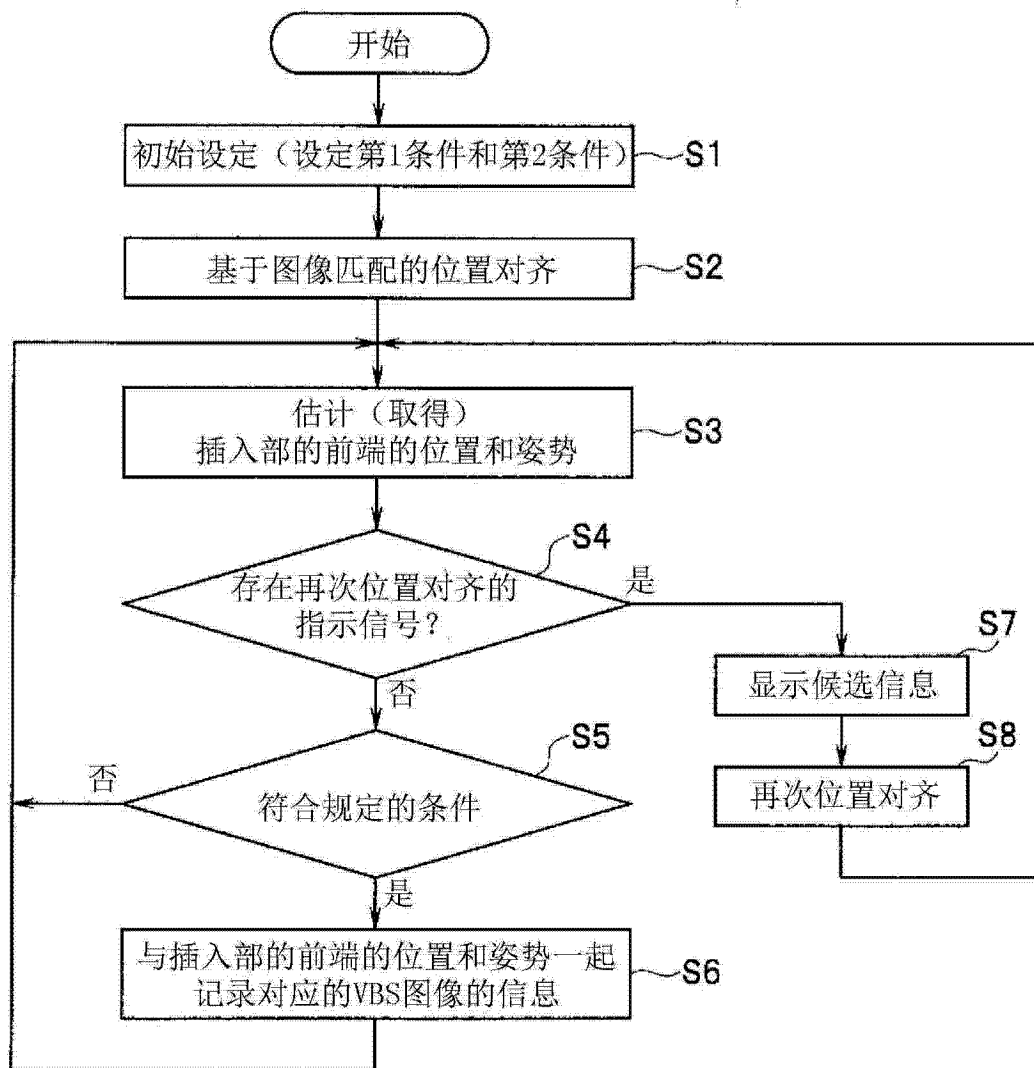 开始
初始设定（设定第1条件和第2条件）
S1
基于图像匹配的位置对齐
S2
估计（取得）
插入部的前端的位置和姿势
S3
S4
存在再次位置对齐的
指示信号？
是
否
S7
显示候选信息
S8
再次位置对齐
S5
否
符合规定的条件
是
与插入部的前端的位置和姿势一起
记录对应的VBS图像的信息
S6